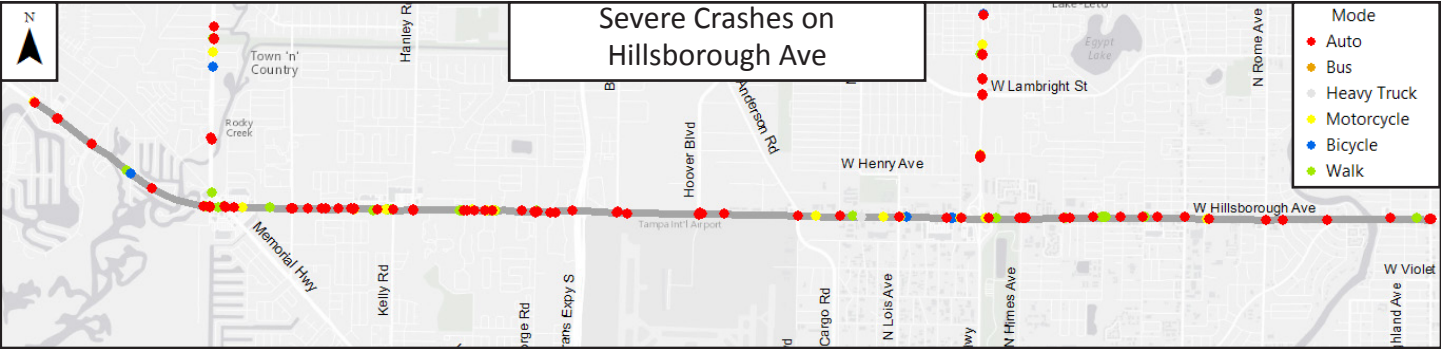 N
Severe Crashes on
Hillsborough Ave
Mode
Auto
Bus
Heavy Truck
Motorcycle
Bicycle
Walk
Town 'n'
Country
Rocky
Creek
Egypt
Lake
N Rome Ave
W Lambright St
Anderson Rd
Hoover Blvd
W Henry Ave
W Hillsborough Ave
Tampa Int'l Airport
Memorial Hwy
Kelly Rd
Cargo Rd
N Lois Ave
N Himes Ave
W Violet